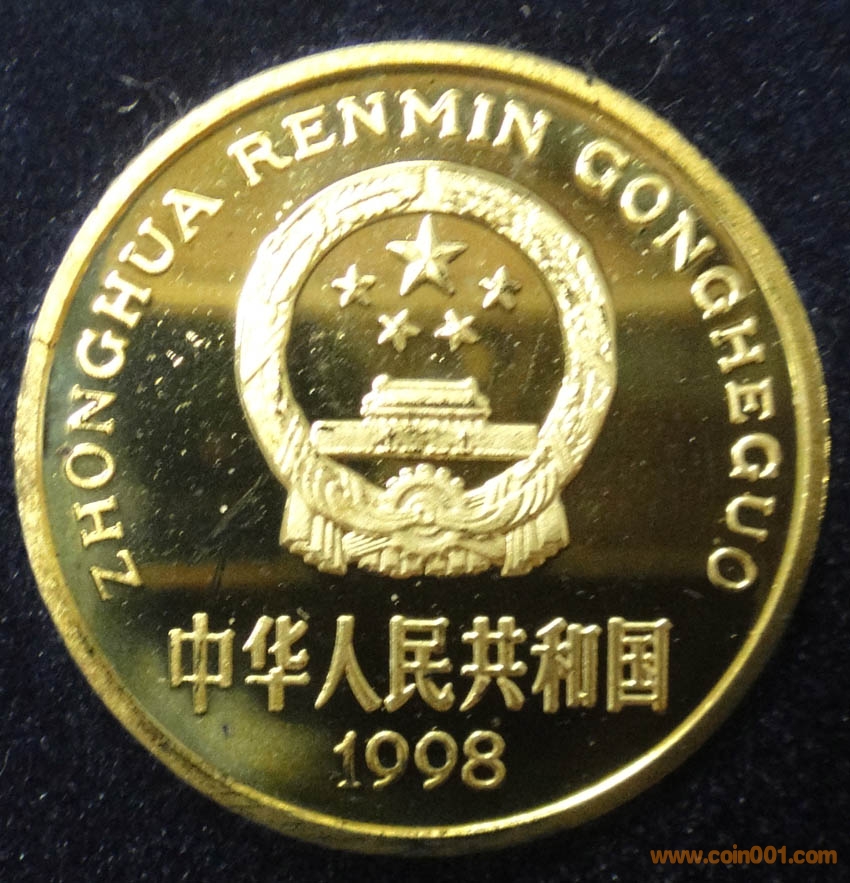 ZHONGHUA RENMIN GONGHEGUO
中华人民共和国
1998
www.coin001.com